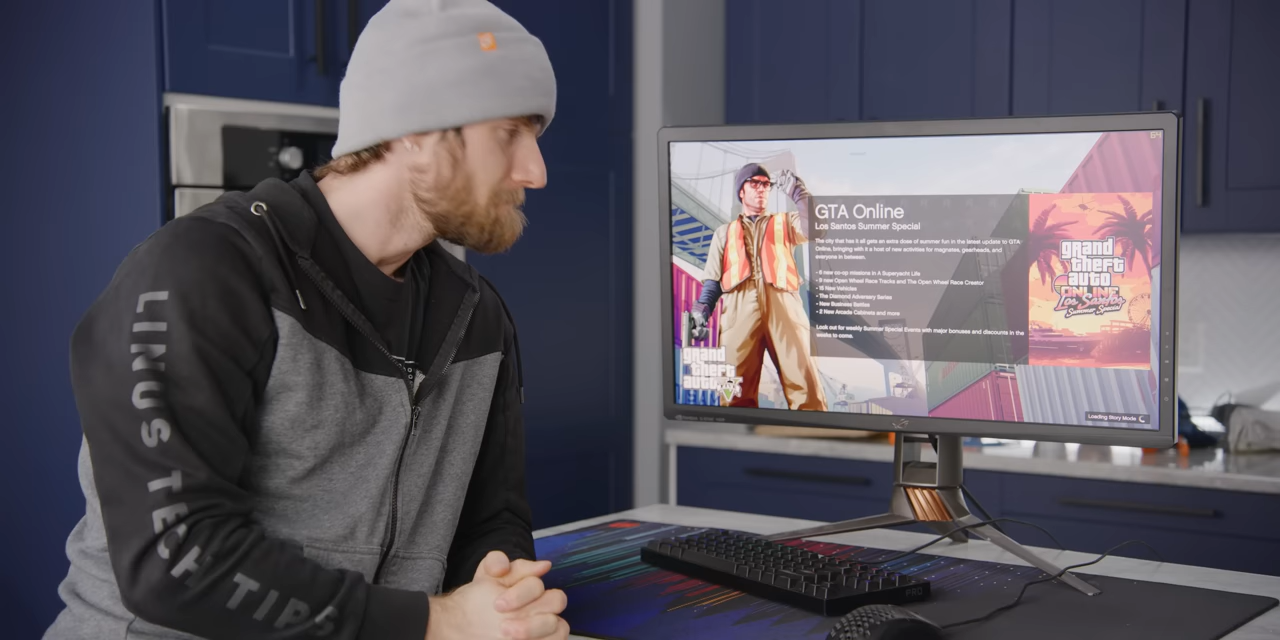 LINUS TECH TIPS
64
GTA Online
Los Santos Summer Special
The city that has it all gets an extra dose of summer fun in the latest update to GTA
Online, bringing with it a host of new activities for magnates, gearheads, and
everyone in between.
- 6 new co-op missions in A Superyacht Life
- 9 new Open Wheel Race Tracks and The Open Wheel Race Creator
- 15 New Vehicles
- The Diamond Adversary Series
- New Business Battles
- 2 New Arcade Cabinets and more
Look out for weekly Summer Special Events with major bonuses and discounts in the
weeks to come.
grand
theft
auto
ONLINE
Los Santos
Summer Special
grand
theft
auto
V
Loading Story Mode
PRO